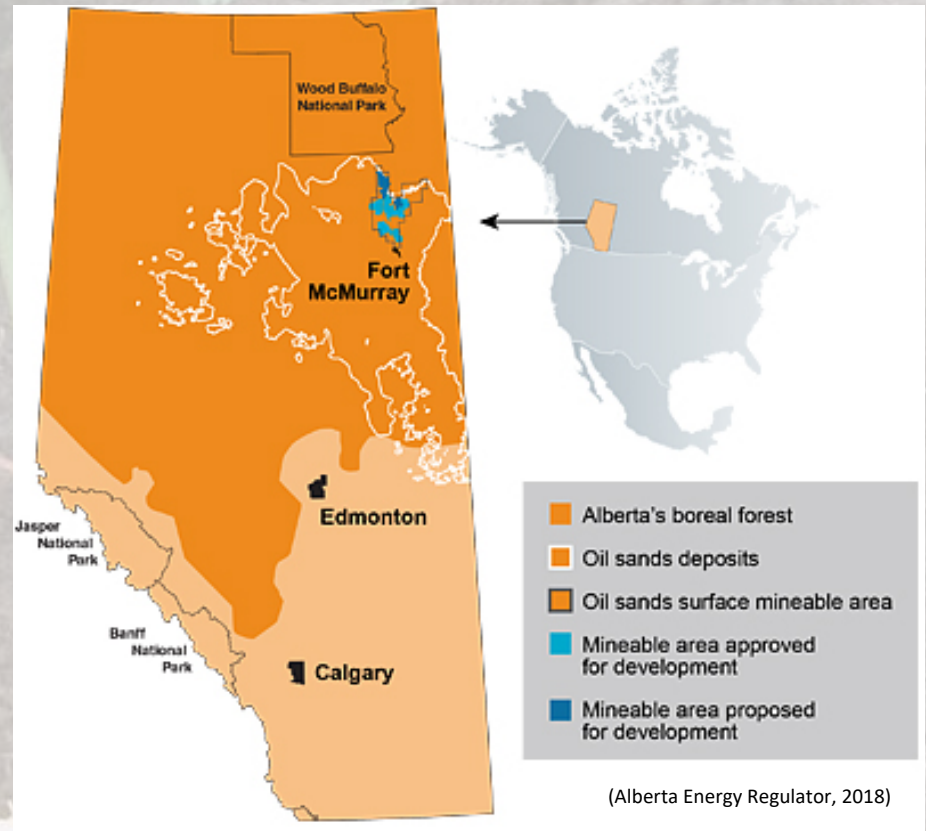 Wood Buffalo
National Park
Fort
McMurray
Edmonton
Jasper
National
Park
Banff
National
Park
Calgary
Alberta's boreal forest
Oil sands deposits
Oil sands surface mineable area
Mineable area approved
for development
Mineable area proposed
for development
(Alberta Energy Regulator, 2018)